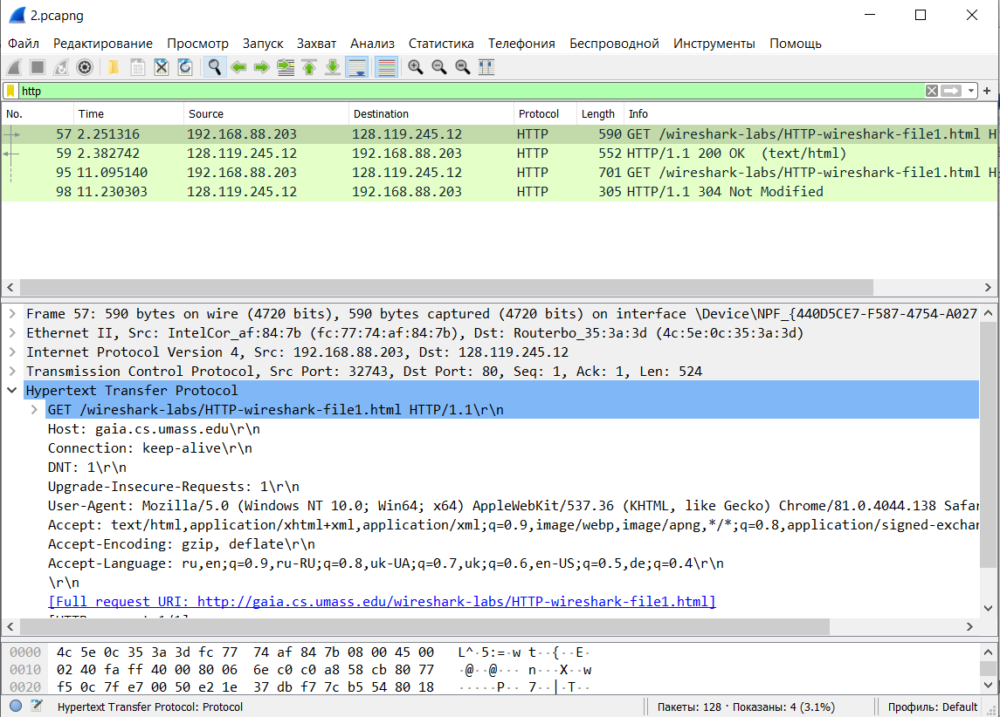 2.pcapng
Файл Редактирование Просмотр Запуск Захват Анализ Статистика Телефония Беспроводной Инструменты Помощь
http
No. Time Source Destination Protocol Length Info
57 2.251316 192.168.88.203 128.119.245.12 HTTP 590 GET /wireshark-labs/HTTP-wireshark-file1.html H
59 2.382742 128.119.245.12 192.168.88.203 HTTP 552 HTTP/1.1 200 OK (text/html)
95 11.095140 192.168.88.203 128.119.245.12 HTTP 701 GET /wireshark-labs/HTTP-wireshark-file1.html H
98 11.230303 128.119.245.12 192.168.88.203 HTTP 305 HTTP/1.1 304 Not Modified
Frame 57: 590 bytes on wire (4720 bits), 590 bytes captured (4720 bits) on interface \Device\NPF_{440D5CE7-F587-4754-A027
Ethernet II, Src: IntelCor_af:84:7b (fc:77:74:af:84:7b), Dst: Routerbo_35:3a:3d (4c:5e:0c:35:3a:3d)
Internet Protocol Version 4, Src: 192.168.88.203, Dst: 128.119.245.12
Transmission Control Protocol, Src Port: 32743, Dst Port: 80, Seq: 1, Ack: 1, Len: 524
Hypertext Transfer Protocol
GET /wireshark-labs/HTTP-wireshark-file1.html HTTP/1.1\r\n
Host: gaia.cs.umass.edu\r\n
Connection: keep-alive\r\n
DNT: 1\r\n
Upgrade-Insecure-Requests: 1\r\n
User-Agent: Mozilla/5.0 (Windows NT 10.0; Win64; x64) AppleWebKit/537.36 (KHTML, like Gecko) Chrome/81.0.4044.138 Safar
Accept: text/html,application/xhtml+xml,application/xml;q=0.9,image/webp,image/apng,*/*;q=0.8,application/signed-exchar
Accept-Encoding: gzip, deflate\r\n
Accept-Language: ru,en;q=0.9,ru-RU;q=0.8,uk-UA;q=0.7,uk;q=0.6,en-US;q=0.5,de;q=0.4\r\n
\r\n
[Full request URI: http://gaia.cs.umass.edu/wireshark-labs/HTTP-wireshark-file1.html]
0000 4c 5e 0c 35 3a 3d fc 77 74 af 84 7b 08 00 45 00 L^·5:=·w t··{··E·
0010 02 40 fa ff 40 00 80 06 6e c0 c0 a8 58 cb 80 77 ·@··@··· n···X··w
0020 f5 0c 7f e7 00 50 e2 1e 37 db f7 7c b5 54 80 18 ·····P·· 7··|·T··
Hypertext Transfer Protocol: Protocol
Пакеты: 128 · Показаны: 4 (3.1%)
Профиль: Default